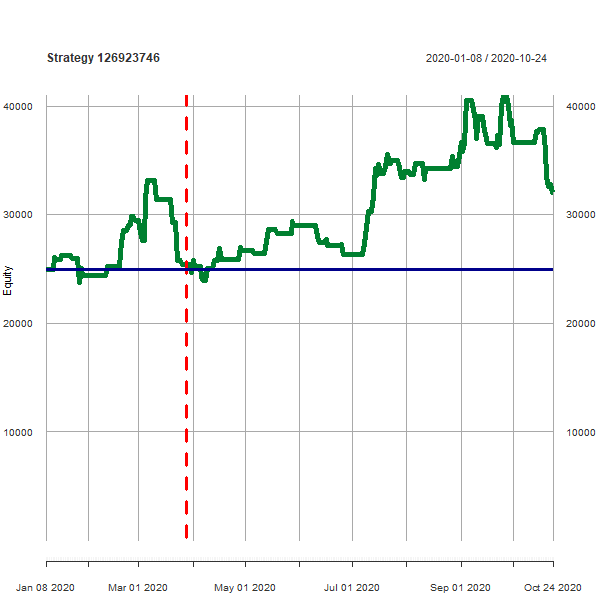 Strategy 126923746
2020-01-08 / 2020-10-24
40000
40000
30000
30000
Equity
20000
20000
10000
10000
Jan 08 2020
Mar 01 2020
May 01 2020
Jul 01 2020
Sep 01 2020
Oct 24 2020